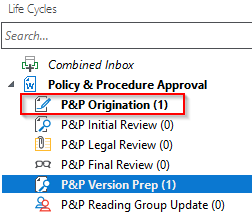 Life Cycles
Search...
Combined Inbox
Policy & Procedure Approval
P&P Origination (1)
P&P Initial Review (0)
P&P Legal Review (0)
P&P Final Review (0)
P&P Version Prep (1)
P&P Reading Group Update (0)